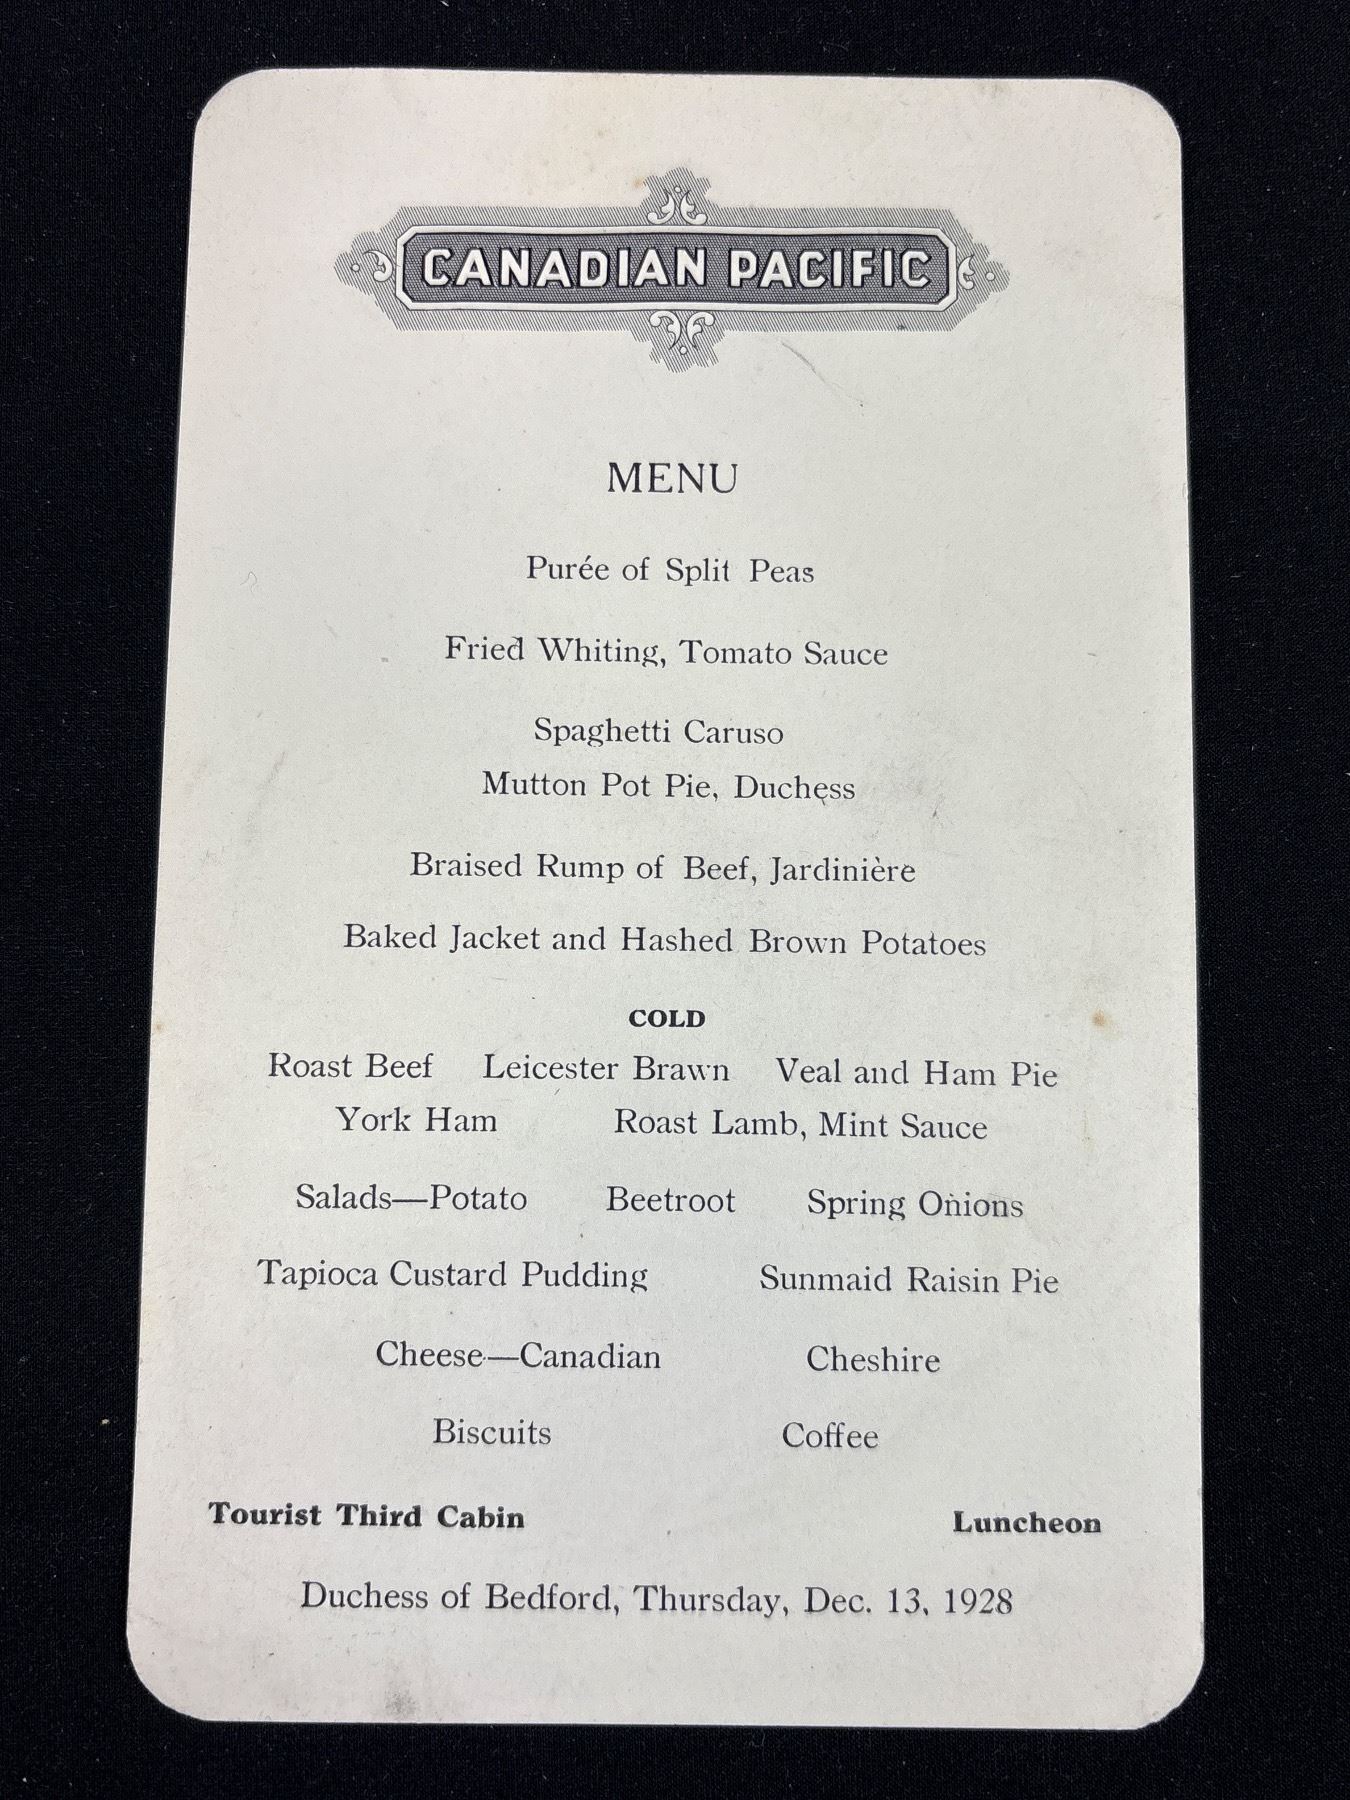 CANADIAN PACIFIC
MENU
Purée of Split Peas
Fried Whiting, Tomato Sauce
Spaghetti Caruso
Mutton Pot Pie, Duchess
Braised Rump of Beef, Jardinière
Baked Jacket and Hashed Brown Potatoes
COLD
Roast Beef Leicester Brawn Veal and Ham Pie
York Ham Roast Lamb, Mint Sauce
Salads—Potato Beetroot Spring Onions
Tapioca Custard Pudding Sunmaid Raisin Pie
Cheese—Canadian Cheshire
Biscuits Coffee
Tourist Third Cabin Luncheon
Duchess of Bedford, Thursday, Dec. 13, 1928